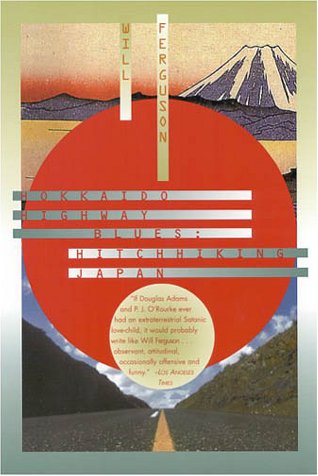 WILL
FERGUSON
HOKKAIDO
HIGHWAY
BLUES:
HITCHHIKING
JAPAN
"If Douglas Adams
and P. J. O'Rourke ever
had an extraterrestrial Satanic
love-child, it would probably
write like Will Ferguson . . . .
observant, attitudinal,
occasionally offensive and
funny." -LOS ANGELES
TIMES